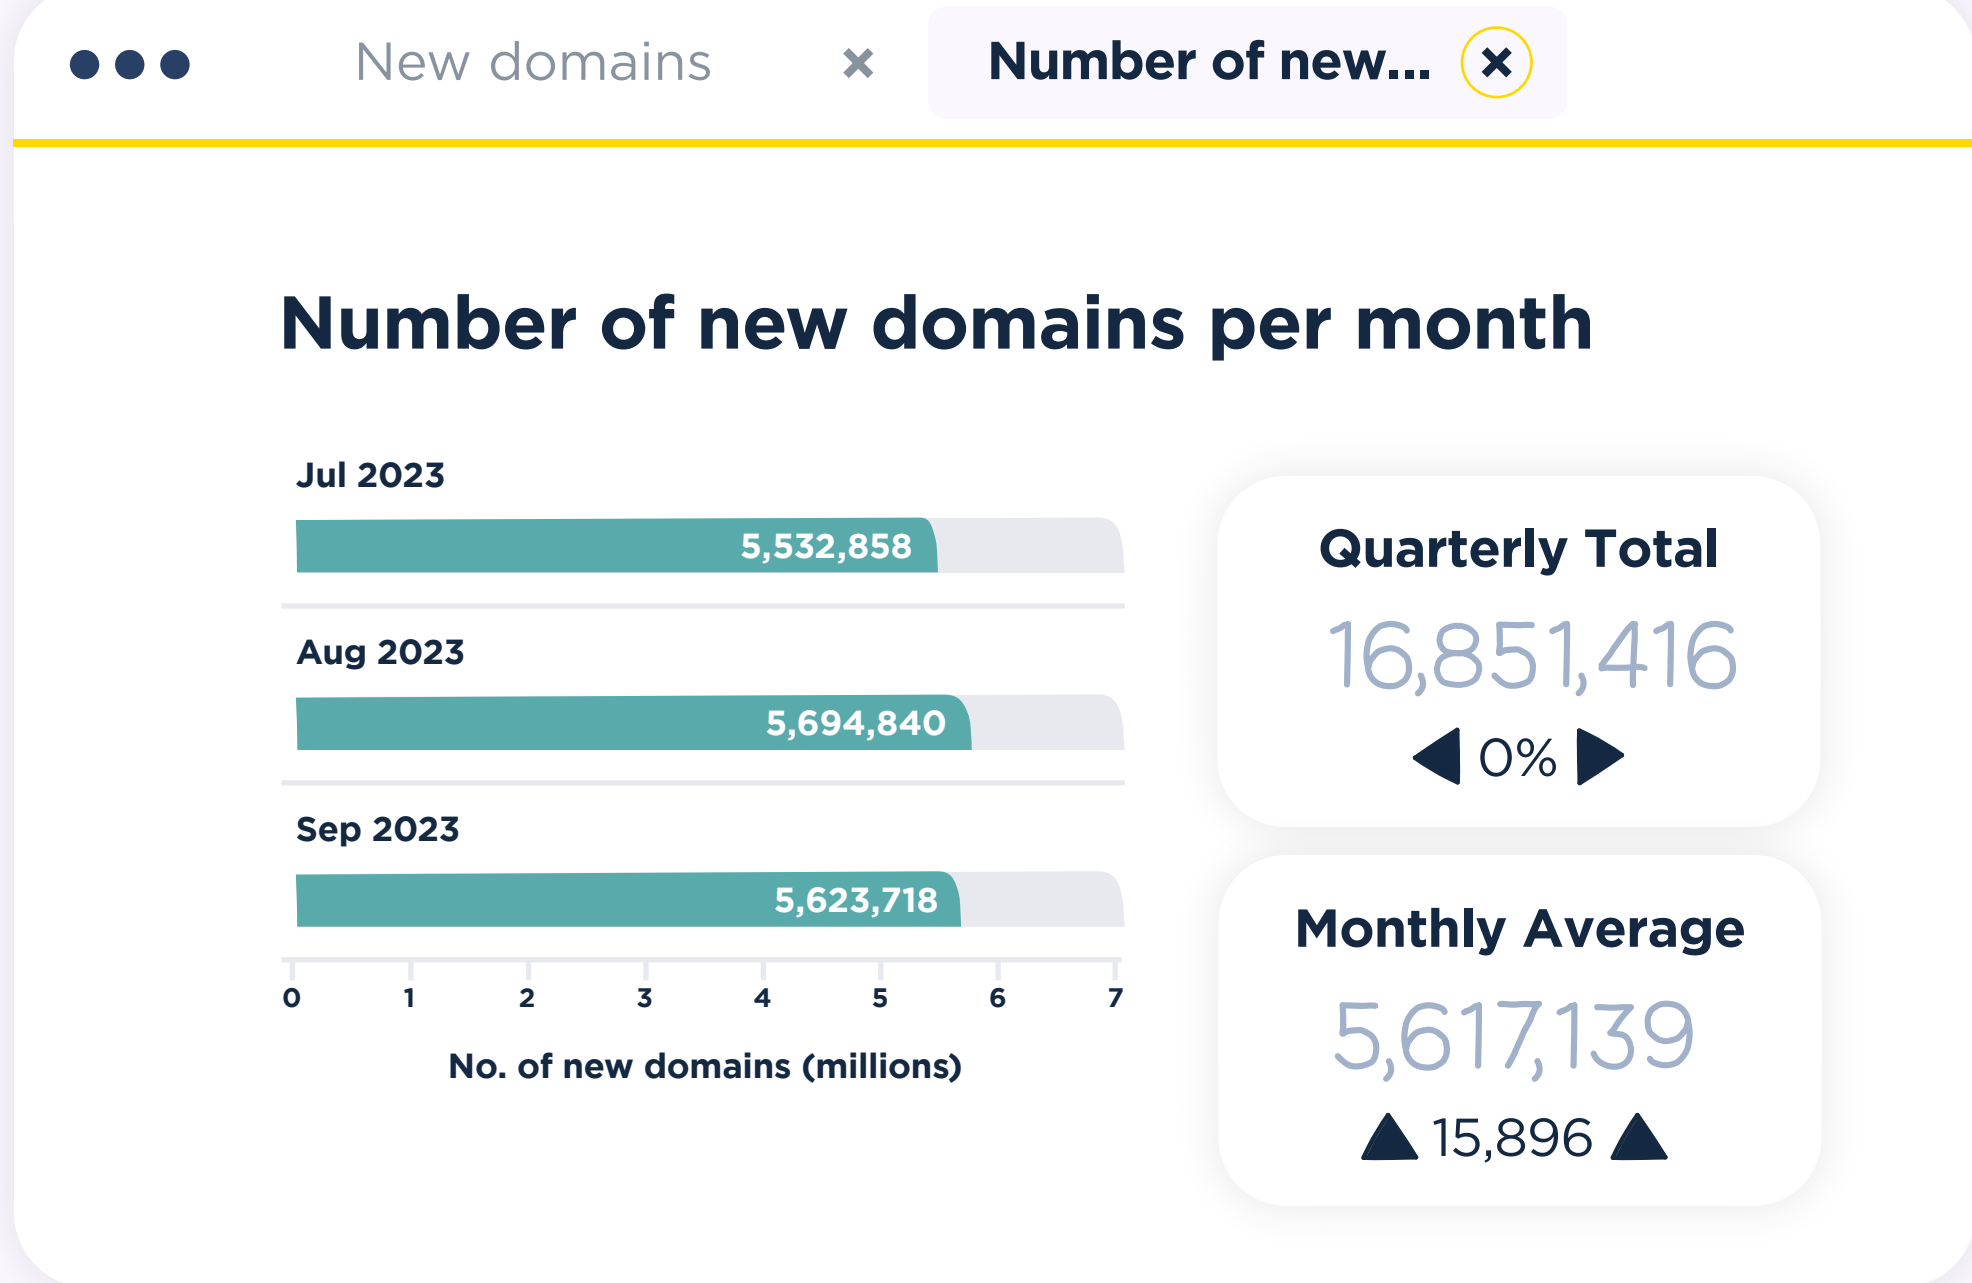 New domains
Number of new...
Number of new domains per month
Jul 2023
5,532,858
Aug 2023
5,694,840
Sep 2023
5,623,718
0 1 2 3 4 5 6 7
No. of new domains (millions)
Quarterly Total
16,851,416
0%
Monthly Average
5,617,139
15,896